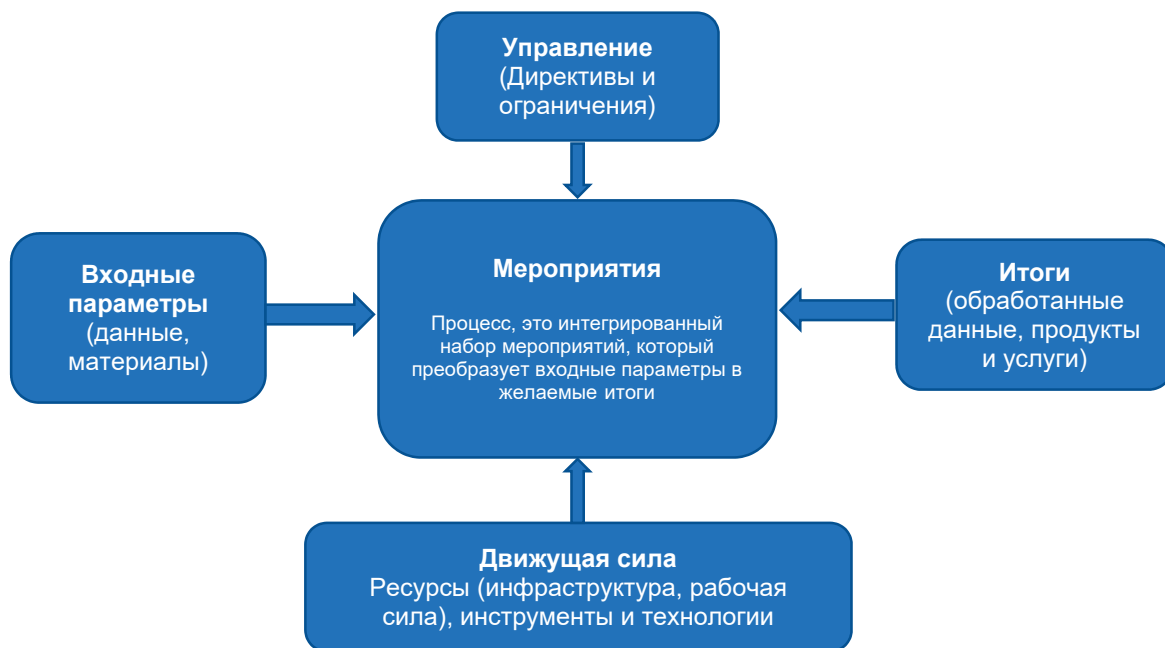 Управление
(Директивы и
ограничения)
Входные
параметры
(данные,
материалы)
Мероприятия
Процесс, это интегрированный
набор мероприятий, который
преобразует входные параметры в
желаемые итоги
Итоги
(обработанные
данные, продукты
и услуги)
Движущая сила
Ресурсы (инфраструктура, рабочая
сила), инструменты и технологии